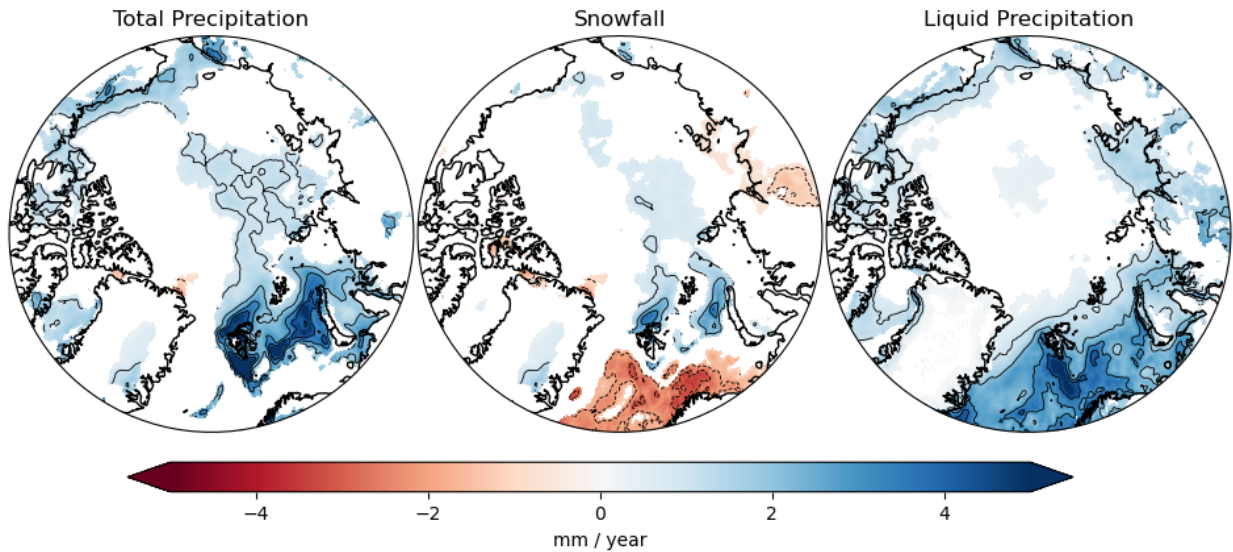 Total Precipitation
Snowfall
Liquid Precipitation
−4
−2
0
2
4
mm / year